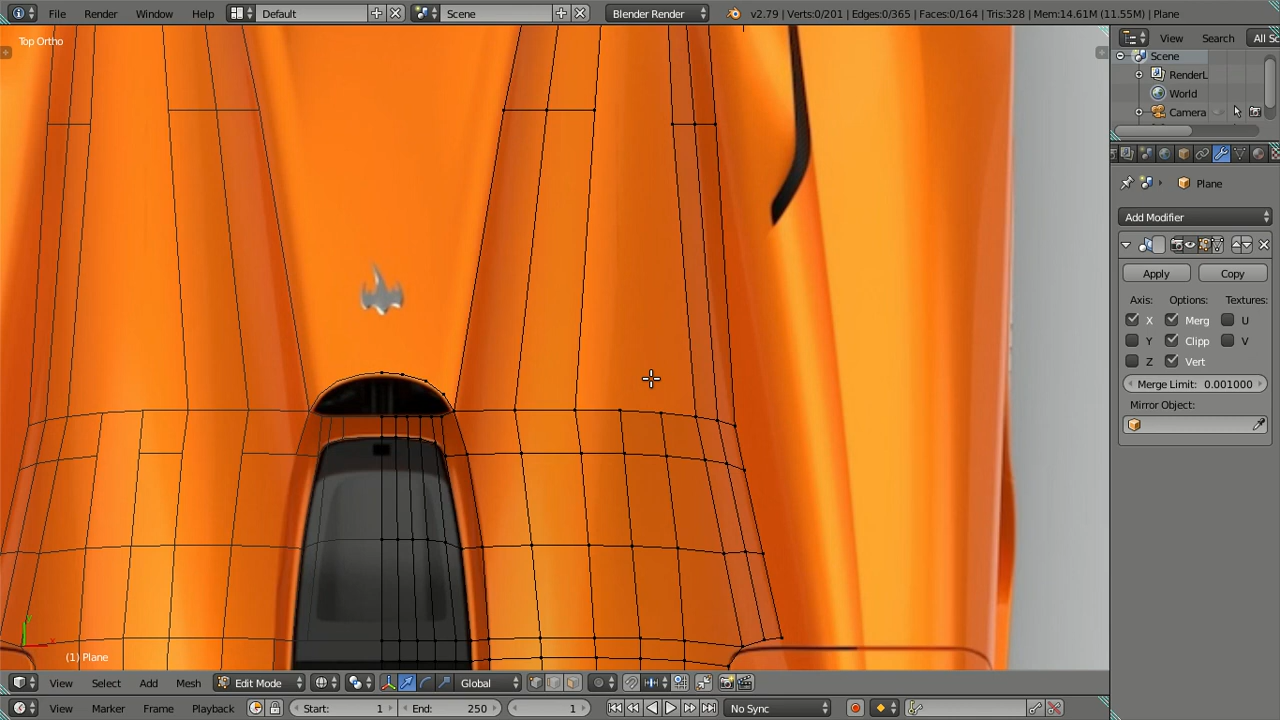 File Render Window Help Default Scene Blender Render v2.79 | Verts:0/201 | Edges:0/365 | Faces:0/164 | Tris:328 | Mem:14.61M (11.55M) | Plane
Top Ortho
View Search All Sc
Scene
RenderL
World
Camera
Plane
Add Modifier
Apply Copy
Axis: Options: Textures:
X Merg U
Y Clipp V
Z Vert
Merge Limit: 0.001000
Mirror Object:
y
x
(1) Plane
View Select Add Mesh Edit Mode Global
View Marker Frame Playback Start: 1 End: 250 1 No Sync